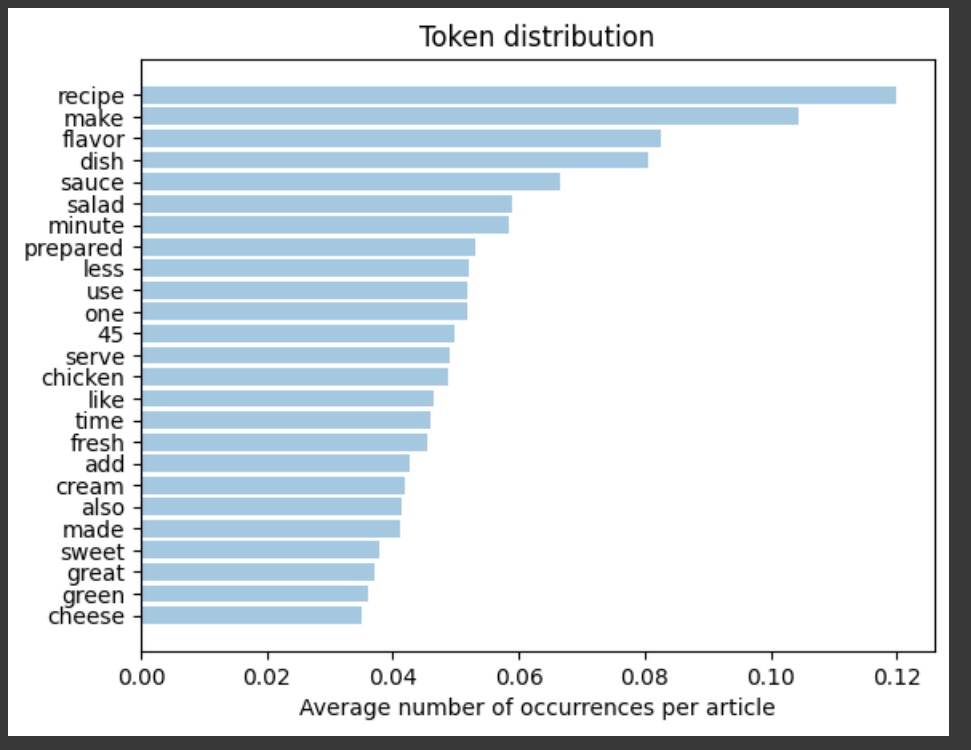 Token distribution
recipe
make
flavor
dish
sauce
salad
minute
prepared
less
use
one
45
serve
chicken
like
time
fresh
add
cream
also
made
sweet
great
green
cheese
0.00 0.02 0.04 0.06 0.08 0.10 0.12
Average number of occurrences per article